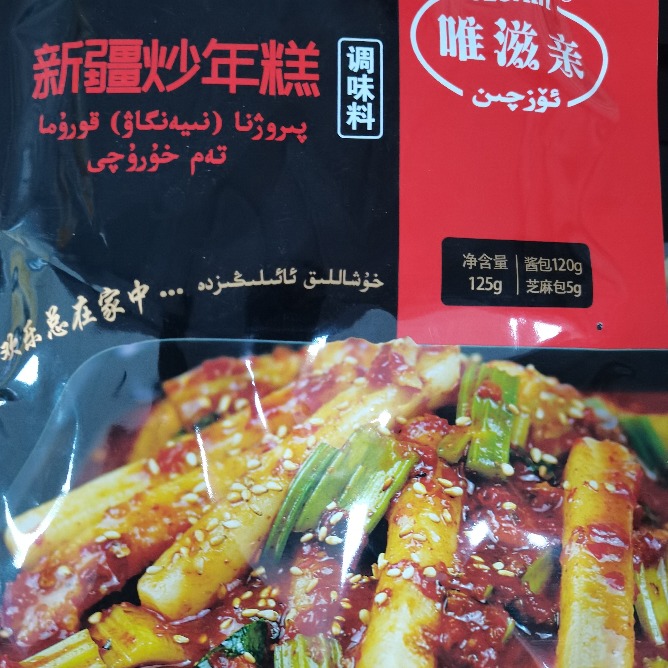 新疆炒年糕
调味料
پىروژنا (نىيەنگاۋ) قورۇما
تەم خۇرۇچى
唯滋亲
ئۆزچىن
净含量
125g
酱包120g
芝麻包5g
خۇشاللىق ئائىلىڭىزدە
欢乐总在家中...